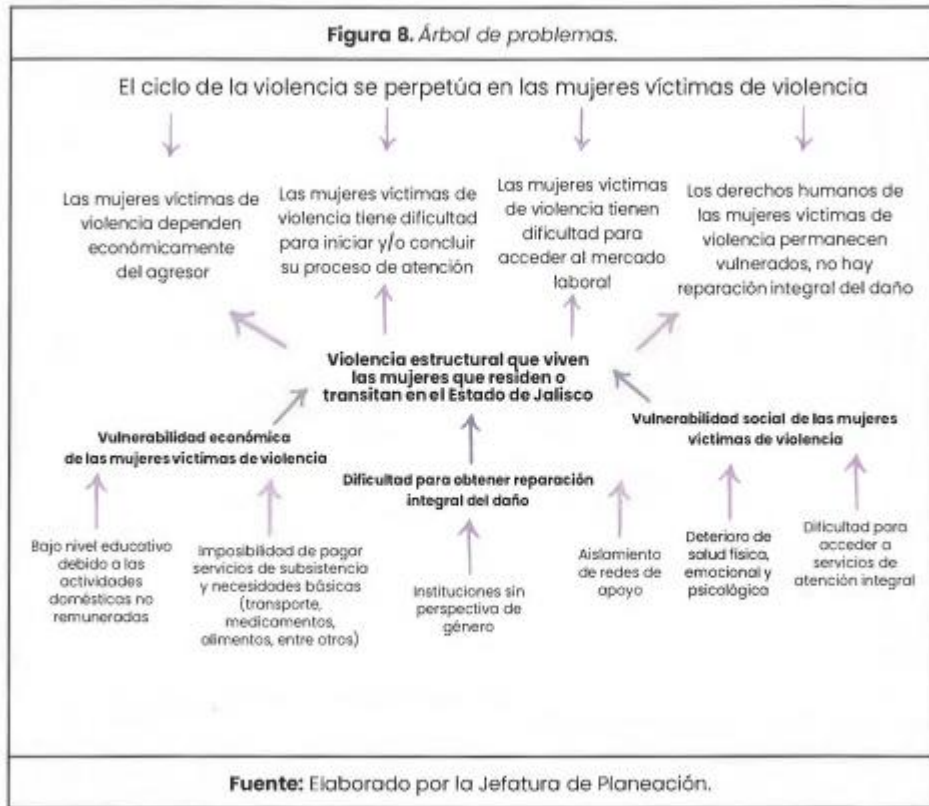 Figura 8. Árbol de problemas.
El ciclo de la violencia se perpetúa en las mujeres víctimas de violencia
Las mujeres víctimas de
violencia dependen
económicamente
del agresor
Las mujeres víctimas de
violencia tiene dificultad
para iniciar y/o concluir
su proceso de atención
Las mujeres víctimas
de violencia tienen
dificultad para
acceder al mercado
laboral
Los derechos humanos de
las mujeres víctimas de
violencia permanecen
vulnerados, no hay
reparación integral del daño
Violencia estructural que viven
las mujeres que residen o
transitan en el Estado de Jalisco
Vulnerabilidad económica
de las mujeres víctimas de violencia
Dificultad para obtener reparación
integral del daño
Vulnerabilidad social de las mujeres
víctimas de violencia
Bajo nivel educativo
debido a las
actividades
domésticas no
remuneradas
Imposibilidad de pagar
servicios de subsistencia
y necesidades básicas
(transporte,
medicamentos,
alimentos, entre otros)
Instituciones sin
perspectiva de
género
Aislamiento
de redes de
apoyo
Deterioro de
salud física,
emocional y
psicológica
Dificultad para
acceder a
servicios de
atención integral
Fuente: Elaborado por la Jefatura de Planeación.